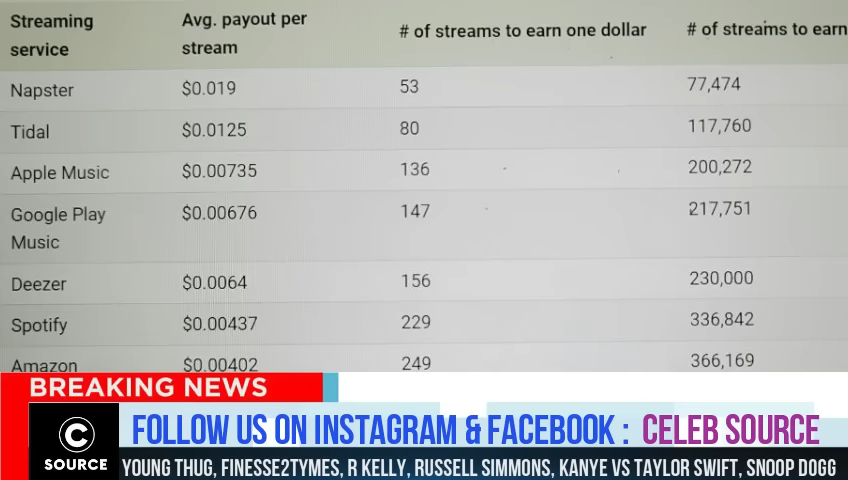 Streaming service
Avg. payout per stream
# of streams to earn one dollar
# of streams to earn
Napster $0.019 53 77,474
Tidal $0.0125 80 117,760
Apple Music $0.00735 136 200,272
Google Play Music $0.00676 147 217,751
Deezer $0.0064 156 230,000
Spotify $0.00437 229 336,842
Amazon $0.00402 249 366,169
BREAKING NEWS
C SOURCE
FOLLOW US ON INSTAGRAM & FACEBOOK : CELEB SOURCE
YOUNG THUG, FINESSE2TYMES, R KELLY, RUSSELL SIMMONS, KANYE VS TAYLOR SWIFT, SNOOP DOGG